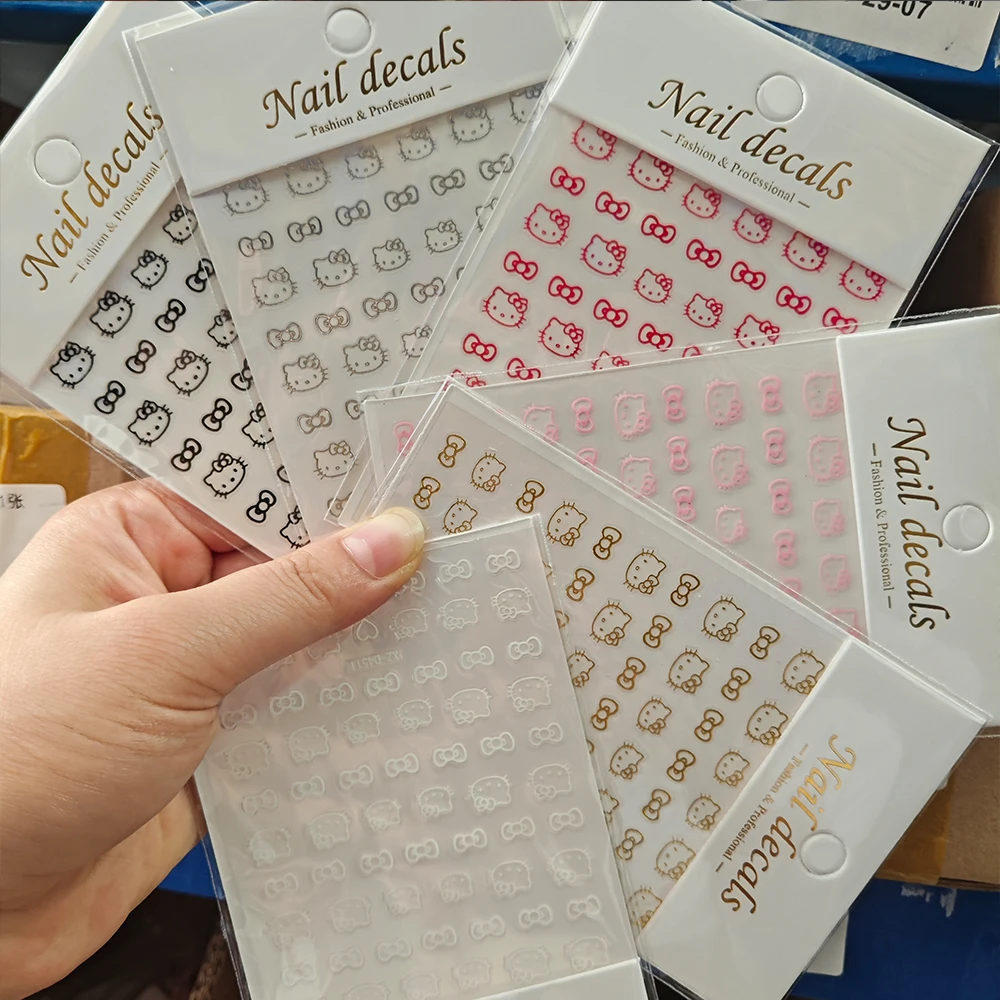 29-07
Nail decals
— Fashion & Professional —
Nail decals
— Fashion & Professional —
Nail decals
— Fashion & Professional —
Nail decals
— Fashion & Professional —
Nail decals
— Fashion & Professional —
张